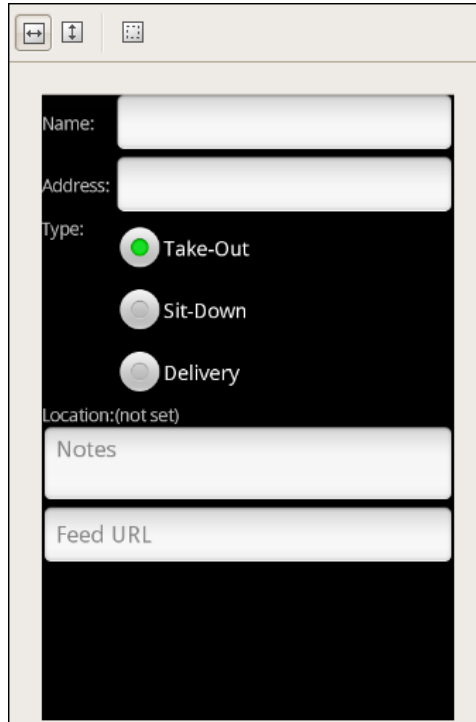 Name:
Address:
Type:
Take-Out
Sit-Down
Delivery
Location:(not set)
Notes
Feed URL